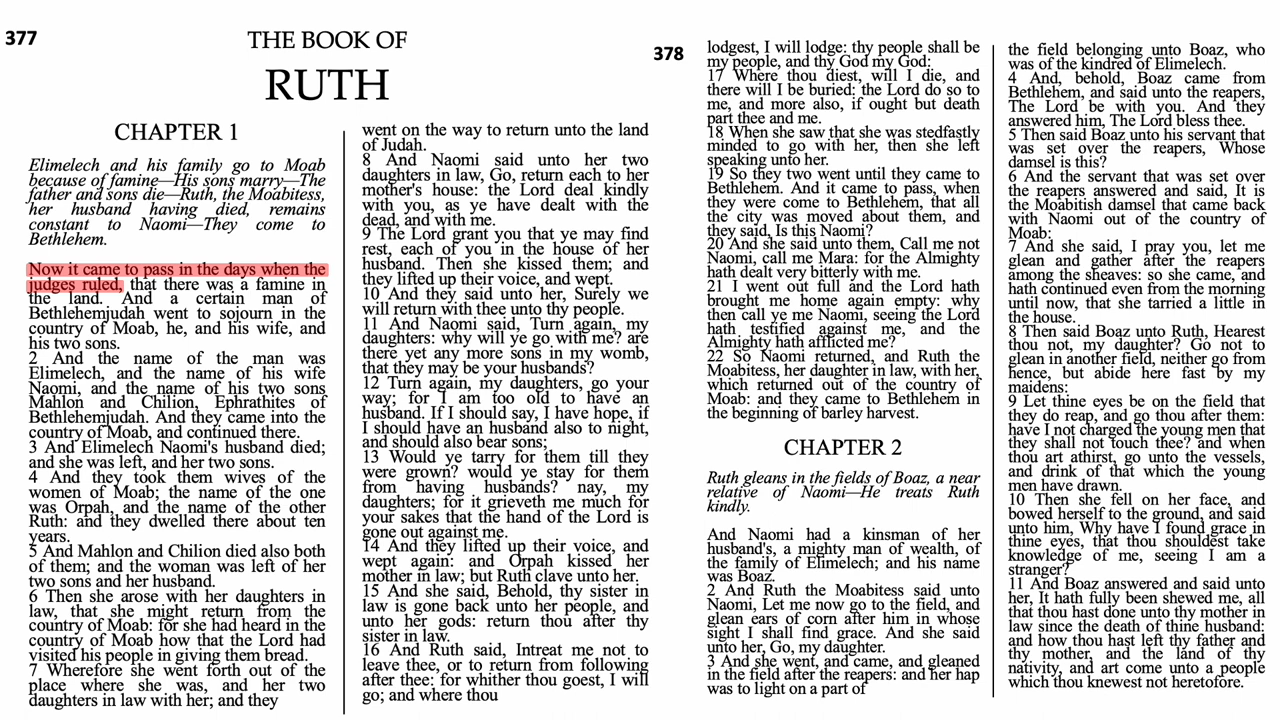 377
THE BOOK OF
RUTH
CHAPTER 1
Elimelech and his family go to Moab
because of famine—His sons marry—The
father and sons die—Ruth, the Moabitess,
her husband having died, remains
constant to Naomi—They come to
Bethlehem.
Now it came to pass in the days when the
judges ruled, that there was a famine in
the land. And a certain man of
Bethlehemjudah went to sojourn in the
country of Moab, he, and his wife, and
his two sons.
2 And the name of the man was
Elimelech, and the name of his wife
Naomi, and the name of his two sons
Mahlon and Chilion, Ephrathites of
Bethlehemjudah. And they came into the
country of Moab, and continued there.
3 And Elimelech Naomi's husband died;
and she was left, and her two sons.
4 And they took them wives of the
women of Moab; the name of the one
was Orpah, and the name of the other
Ruth: and they dwelled there about ten
years.
5 And Mahlon and Chilion died also both
of them; and the woman was left of her
two sons and her husband.
6 Then she arose with her daughters in
law, that she might return from the
country of Moab: for she had heard in the
country of Moab how that the Lord had
visited his people in giving them bread.
7 Wherefore she went forth out of the
place where she was, and her two
daughters in law with her; and they
went on the way to return unto the land
of Judah.
8 And Naomi said unto her two
daughters in law, Go, return each to her
mother's house: the Lord deal kindly
with you, as ye have dealt with the
dead, and with me.
9 The Lord grant you that ye may find
rest, each of you in the house of her
husband. Then she kissed them; and
they lifted up their voice, and wept.
10 And they said unto her, Surely we
will return with thee unto thy people.
11 And Naomi said, Turn again, my
daughters: why will ye go with me? are
there yet any more sons in my womb,
that they may be your husbands?
12 Turn again, my daughters, go your
way; for I am too old to have an
husband. If I should say, I have hope, if
I should have an husband also to night,
and should also bear sons;
13 Would ye tarry for them till they
were grown? would ye stay for them
from having husbands? nay, my
daughters; for it grieveth me much for
your sakes that the hand of the Lord is
gone out against me.
14 And they lifted up their voice, and
wept again: and Orpah kissed her
mother in law; but Ruth clave unto her.
15 And she said, Behold, thy sister in
law is gone back unto her people, and
unto her gods: return thou after thy
sister in law.
16 And Ruth said, Intreat me not to
leave thee, or to return from following
after thee: for whither thou goest, I will
go; and where thou
378
lodgest, I will lodge: thy people shall be
my people, and thy God my God:
17 Where thou diest, will I die, and
there will I be buried: the Lord do so to
me, and more also, if ought but death
part thee and me.
18 When she saw that she was stedfastly
minded to go with her, then she left
speaking unto her.
19 So they two went until they came to
Bethlehem. And it came to pass, when
they were come to Bethlehem, that all
the city was moved about them, and
they said, Is this Naomi?
20 And she said unto them, Call me not
Naomi, call me Mara: for the Almighty
hath dealt very bitterly with me.
21 I went out full and the Lord hath
brought me home again empty: why
then call ye me Naomi, seeing the Lord
hath testified against me, and the
Almighty hath afflicted me?
22 So Naomi returned, and Ruth the
Moabitess, her daughter in law, with her,
which returned out of the country of
Moab: and they came to Bethlehem in
the beginning of barley harvest.
CHAPTER 2
Ruth gleans in the fields of Boaz, a near
relative of Naomi—He treats Ruth
kindly.
And Naomi had a kinsman of her
husband's, a mighty man of wealth, of
the family of Elimelech; and his name
was Boaz.
2 And Ruth the Moabitess said unto
Naomi, Let me now go to the field, and
glean ears of corn after him in whose
sight I shall find grace. And she said
unto her, Go, my daughter.
3 And she went, and came, and gleaned
in the field after the reapers: and her hap
was to light on a part of
the field belonging unto Boaz, who
was of the kindred of Elimelech.
4 And, behold, Boaz came from
Bethlehem, and said unto the reapers,
The Lord be with you. And they
answered him, The Lord bless thee.
5 Then said Boaz unto his servant that
was set over the reapers, Whose
damsel is this?
6 And the servant that was set over
the reapers answered and said, It is
the Moabitish damsel that came back
with Naomi out of the country of
Moab:
7 And she said, I pray you, let me
glean and gather after the reapers
among the sheaves: so she came, and
hath continued even from the morning
until now, that she tarried a little in
the house.
8 Then said Boaz unto Ruth, Hearest
thou not, my daughter? Go not to
glean in another field, neither go from
hence, but abide here fast by my
maidens:
9 Let thine eyes be on the field that
they do reap, and go thou after them:
have I not charged the young men that
they shall not touch thee? and when
thou art athirst, go unto the vessels,
and drink of that which the young
men have drawn.
10 Then she fell on her face, and
bowed herself to the ground, and said
unto him, Why have I found grace in
thine eyes, that thou shouldest take
knowledge of me, seeing I am a
stranger?
11 And Boaz answered and said unto
her, It hath fully been shewed me, all
that thou hast done unto thy mother in
law since the death of thine husband:
and how thou hast left thy father and
thy mother, and the land of thy
nativity, and art come unto a people
which thou knewest not heretofore.